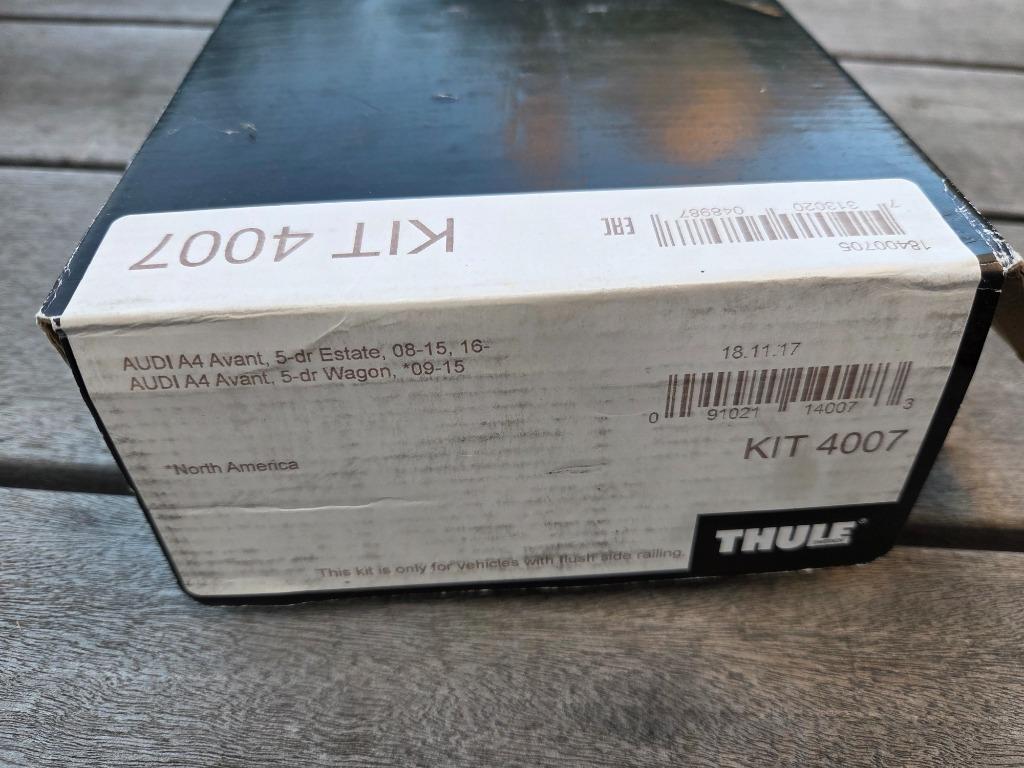 KIT 4007
EAC
7 313020 048987
18400705
AUDI A4 Avant, 5-dr Estate, 08-15, 16-
AUDI A4 Avant, 5-dr Wagon, *09-15
*North America
18.11.17
0 91021 14007 3
KIT 4007
This kit is only for vehicles with flush side railing.
THULE